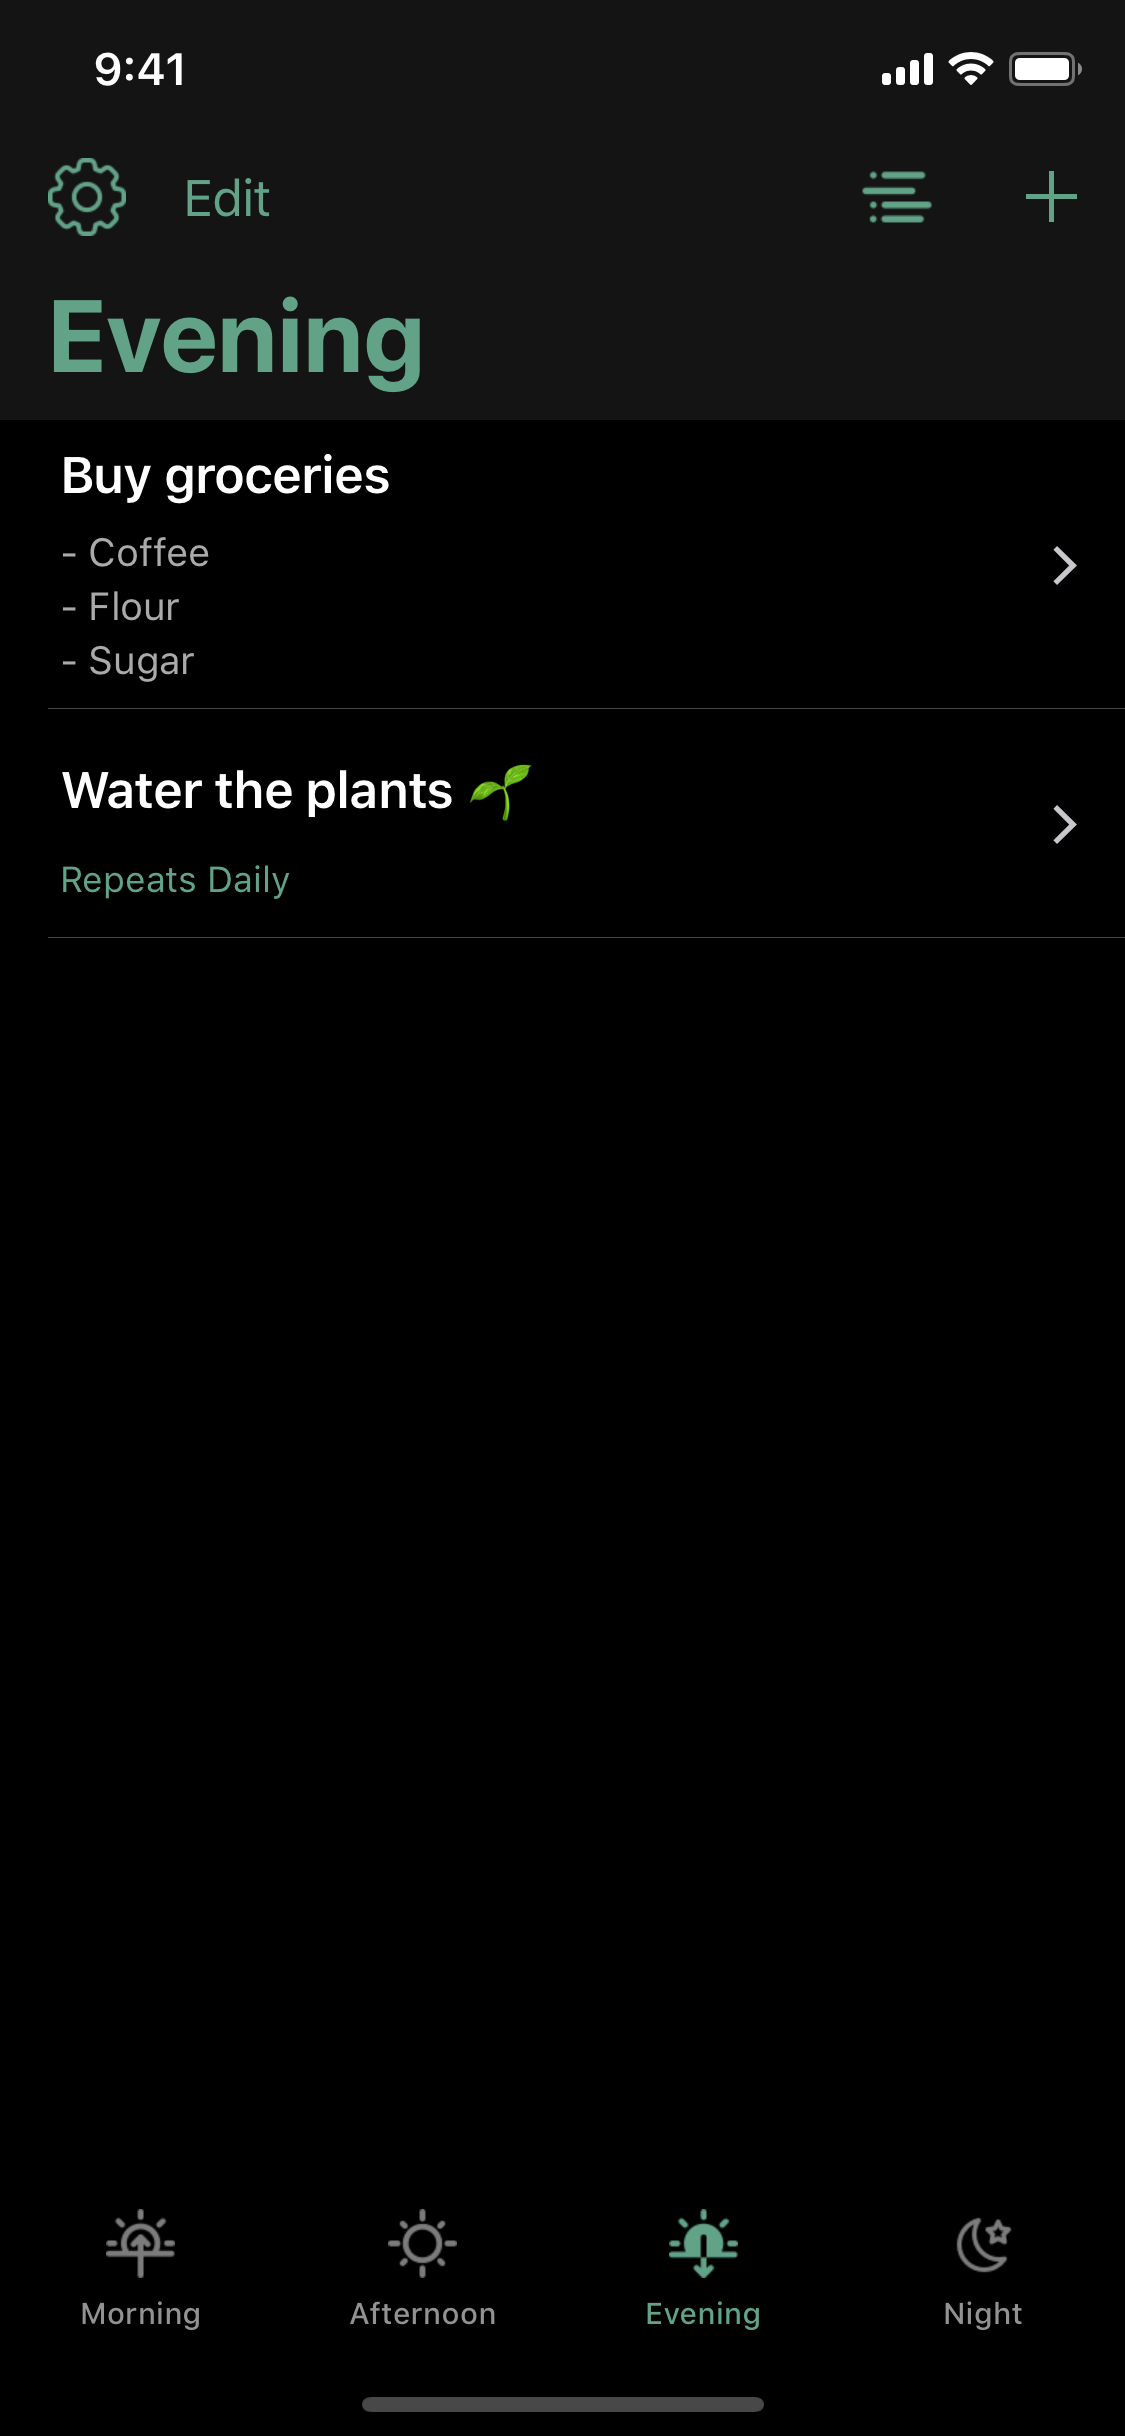 9:41
Edit
Evening
Buy groceries
- Coffee
- Flour
- Sugar
Water the plants 🌱
Repeats Daily
Morning
Afternoon
Evening
Night